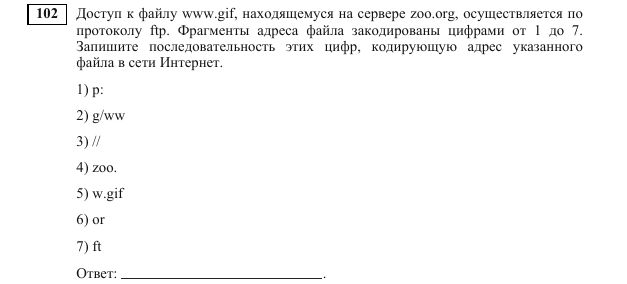 102 Доступ к файлу www.gif, находящемуся на сервере zoo.org, осуществляется по
протоколу ftp. Фрагменты адреса файла закодированы цифрами от 1 до 7.
Запишите последовательность этих цифр, кодирующую адрес указанного
файла в сети Интернет.
1) p:
2) g/ww
3) //
4) zoo.
5) w.gif
6) or
7) ft
Ответ: ____________________________.